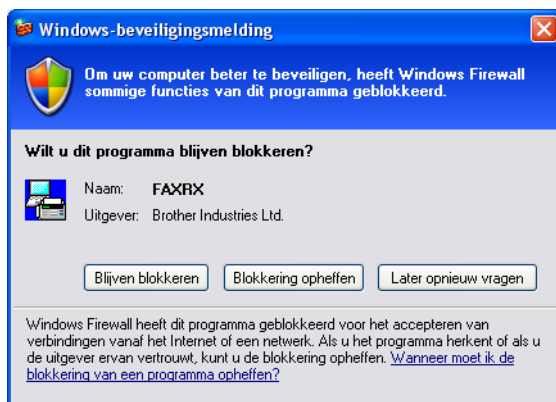 Windows-beveiligingsmelding
Om uw computer beter te beveiligen, heeft Windows Firewall
sommige functies van dit programma geblokkeerd.
Wilt u dit programma blijven blokkeren?
Naam: FAXRX
Uitgever: Brother Industries Ltd.
Blijven blokkeren Blokkering opheffen Later opnieuw vragen
Windows Firewall heeft dit programma geblokkeerd voor het accepteren van
verbindingen vanaf het Internet of een netwerk. Als u het programma herkent of als u
de uitgever ervan vertrouwt, kunt u de blokkering opheffen. Wanneer moet ik de
blokkering van een programma opheffen?